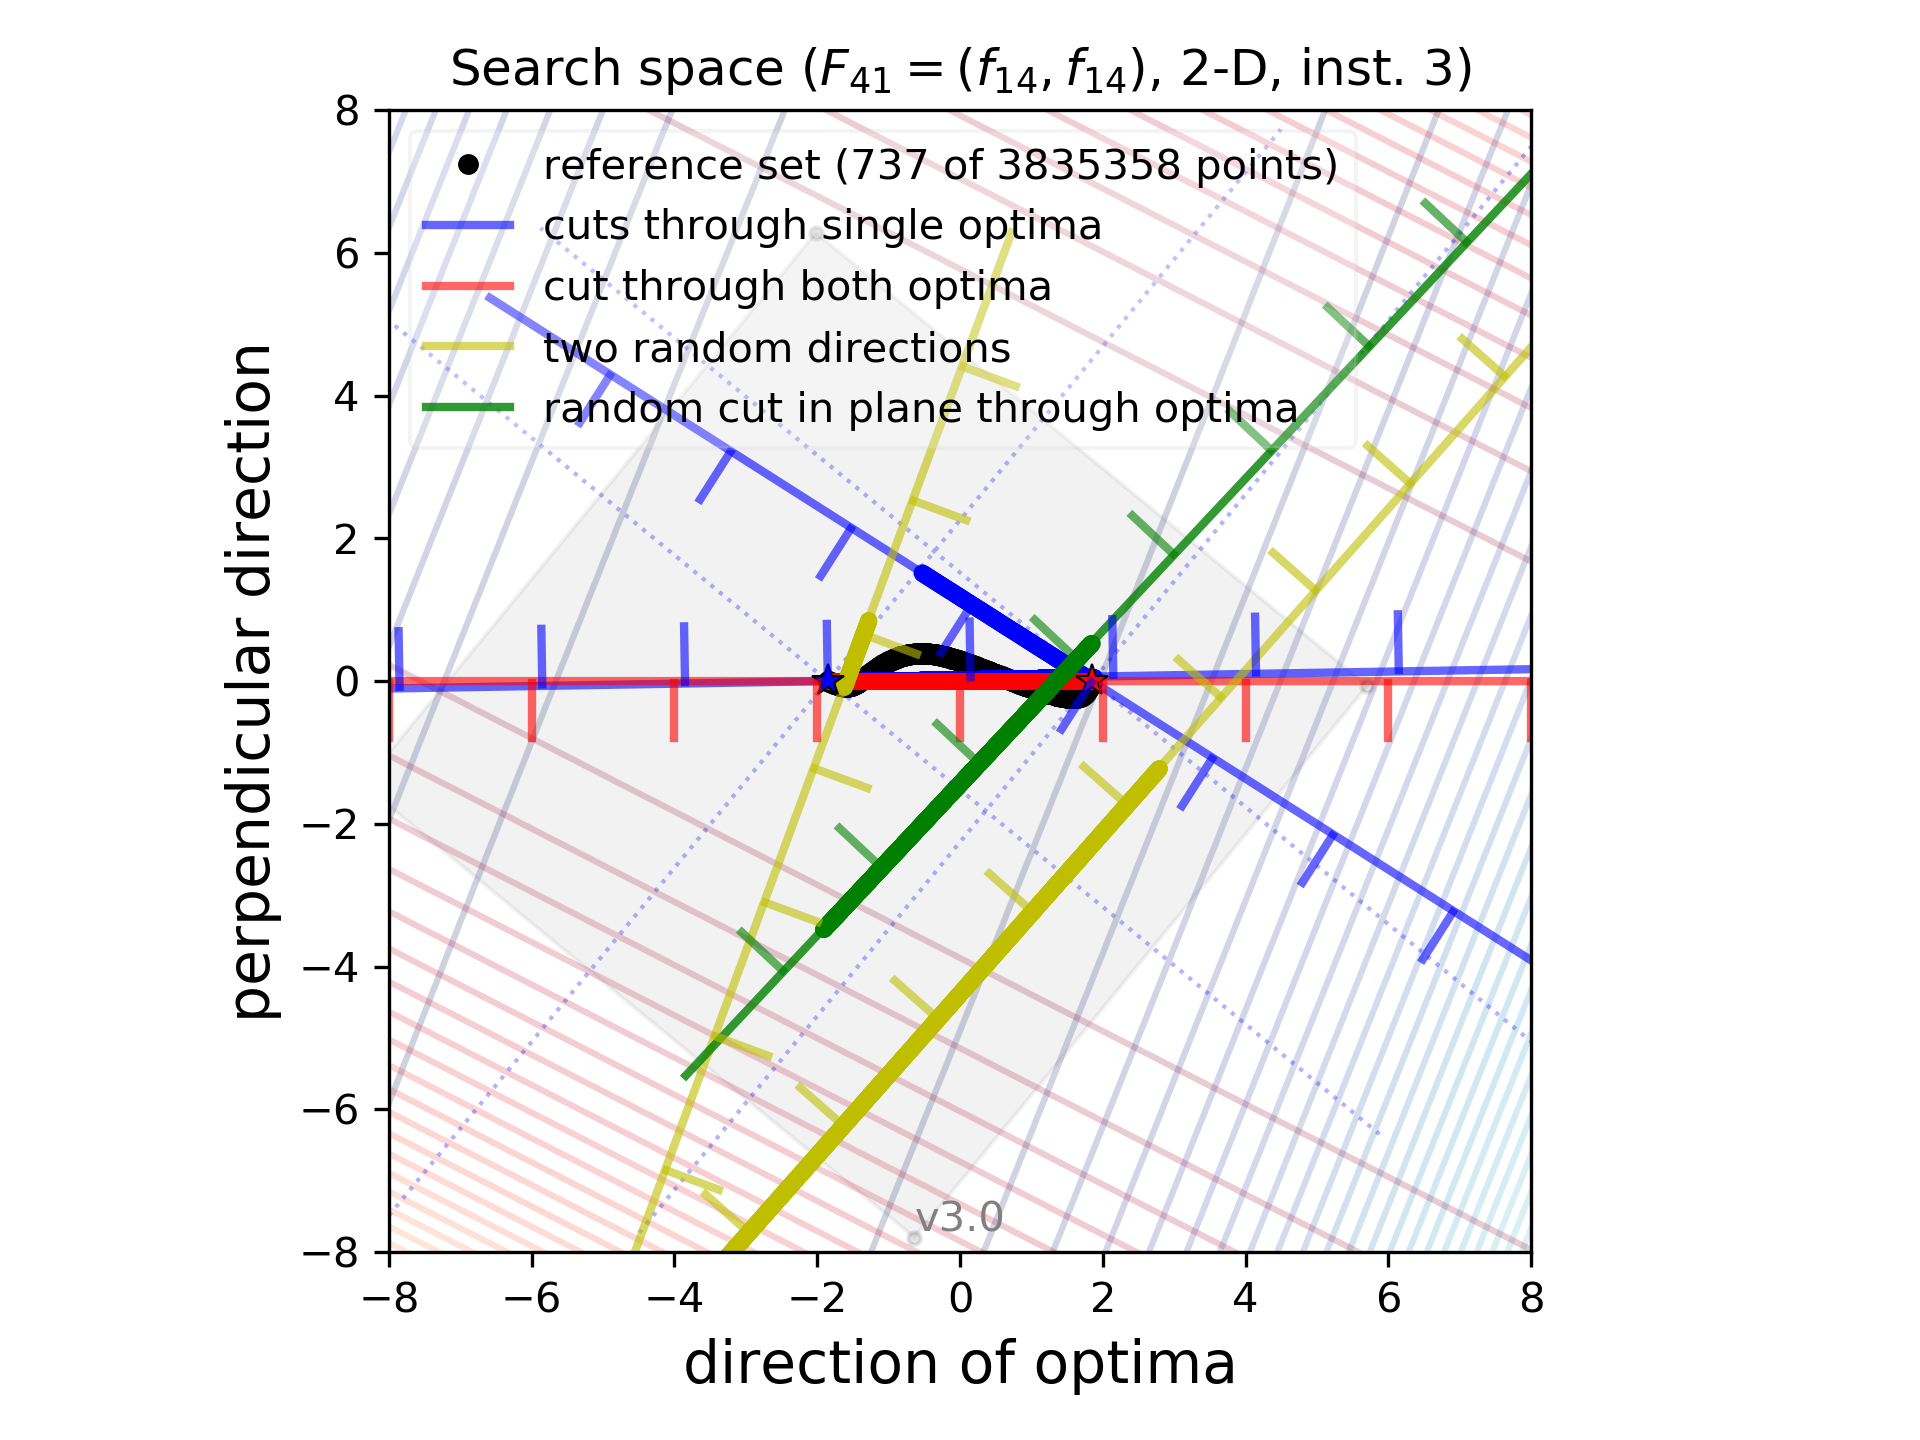 Search space (F41 = (f14, f14), 2-D, inst. 3)
reference set (737 of 3835358 points)
cuts through single optima
cut through both optima
two random directions
random cut in plane through optima
perpendicular direction
8
6
4
2
0
−2
−4
−6
−8
v3.0
−8 −6 −4 −2 0 2 4 6 8
direction of optima